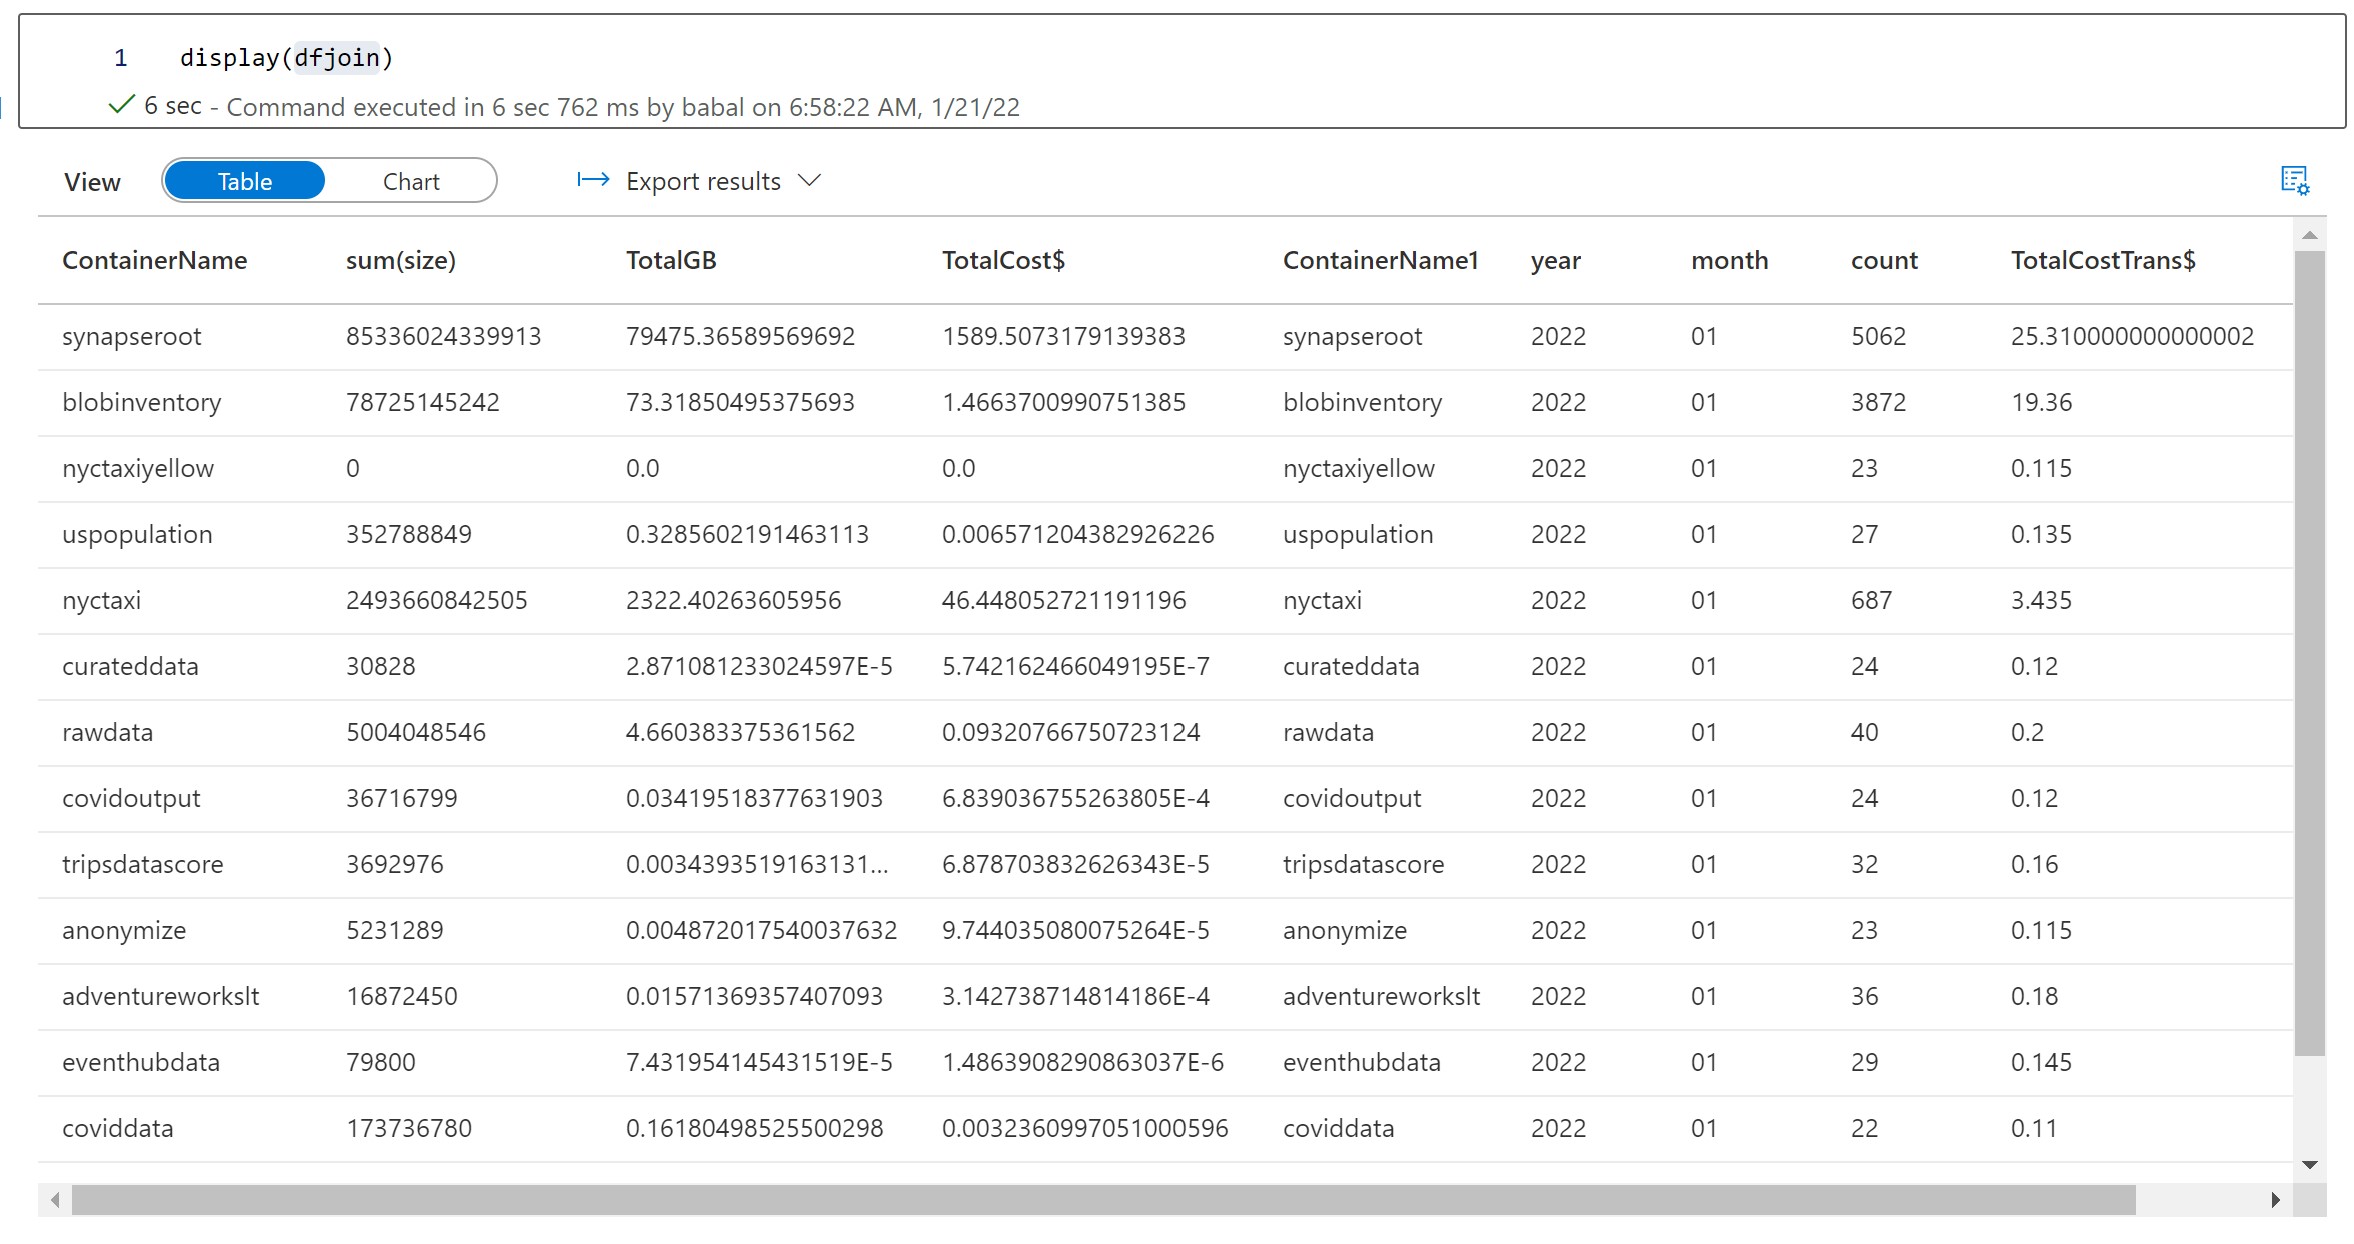 1 display(dfjoin)
6 sec - Command executed in 6 sec 762 ms by babal on 6:58:22 AM, 1/21/22
View Table Chart Export results
ContainerName sum(size) TotalGB TotalCost$ ContainerName1 year month count TotalCostTrans$
synapseroot 85336024339913 79475.36589569692 1589.5073179139383 synapseroot 2022 01 5062 25.310000000000002
blobinventory 78725145242 73.31850495375693 1.4663700990751385 blobinventory 2022 01 3872 19.36
nyctaxiyellow 0 0.0 0.0 nyctaxiyellow 2022 01 23 0.115
uspopulation 352788849 0.3285602191463113 0.006571204382926226 uspopulation 2022 01 27 0.135
nyctaxi 2493660842505 2322.40263605956 46.448052721191196 nyctaxi 2022 01 687 3.435
curateddata 30828 2.871081233024597E-5 5.742162466049195E-7 curateddata 2022 01 24 0.12
rawdata 5004048546 4.660383375361562 0.09320766750723124 rawdata 2022 01 40 0.2
covidoutput 36716799 0.03419518377631903 6.839036755263805E-4 covidoutput 2022 01 24 0.12
tripsdatascore 3692976 0.0034393519163131... 6.878703832626343E-5 tripsdatascore 2022 01 32 0.16
anonymize 5231289 0.004872017540037632 9.744035080075264E-5 anonymize 2022 01 23 0.115
adventureworkslt 16872450 0.01571369357407093 3.142738714814186E-4 adventureworkslt 2022 01 36 0.18
eventhubdata 79800 7.431954145431519E-5 1.4863908290863037E-6 eventhubdata 2022 01 29 0.145
coviddata 173736780 0.16180498525500298 0.0032360997051000596 coviddata 2022 01 22 0.11